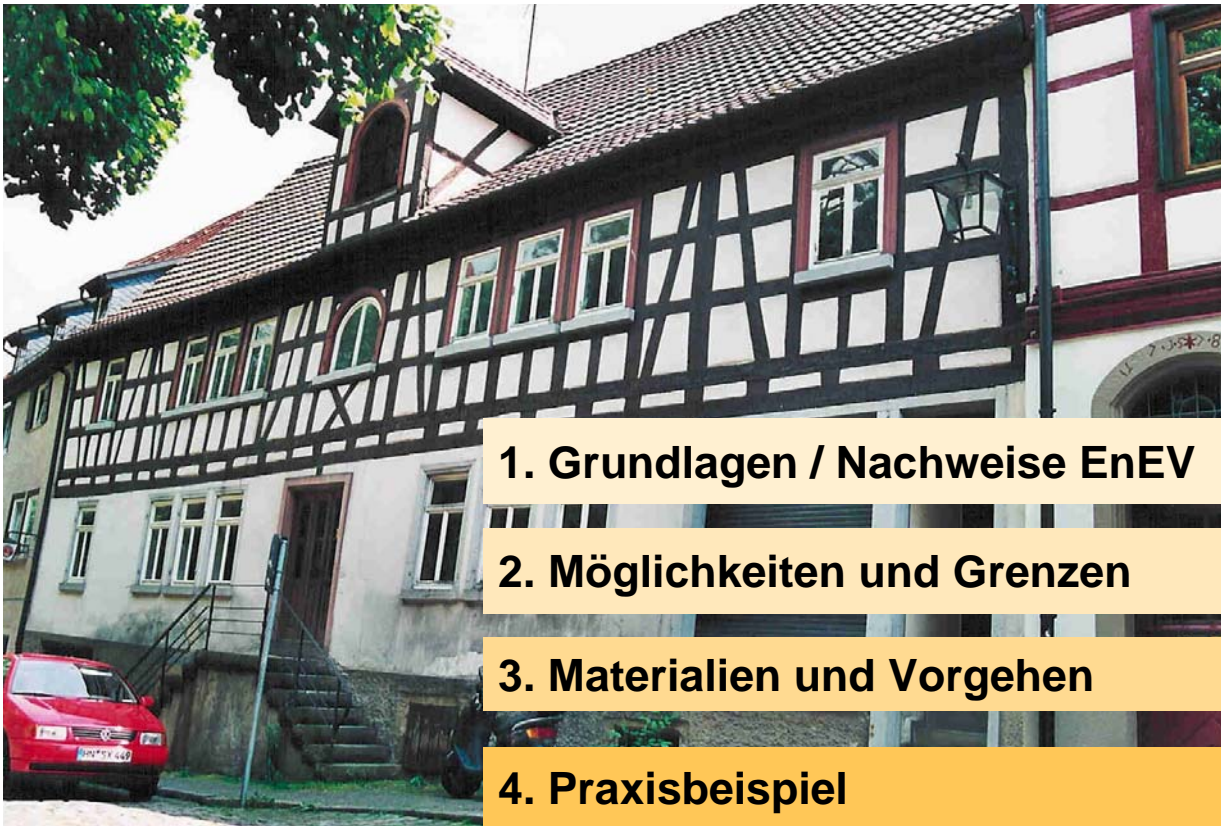 1. Grundlagen / Nachweise EnEV
2. Möglichkeiten und Grenzen
3. Materialien und Vorgehen
4. Praxisbeispiel